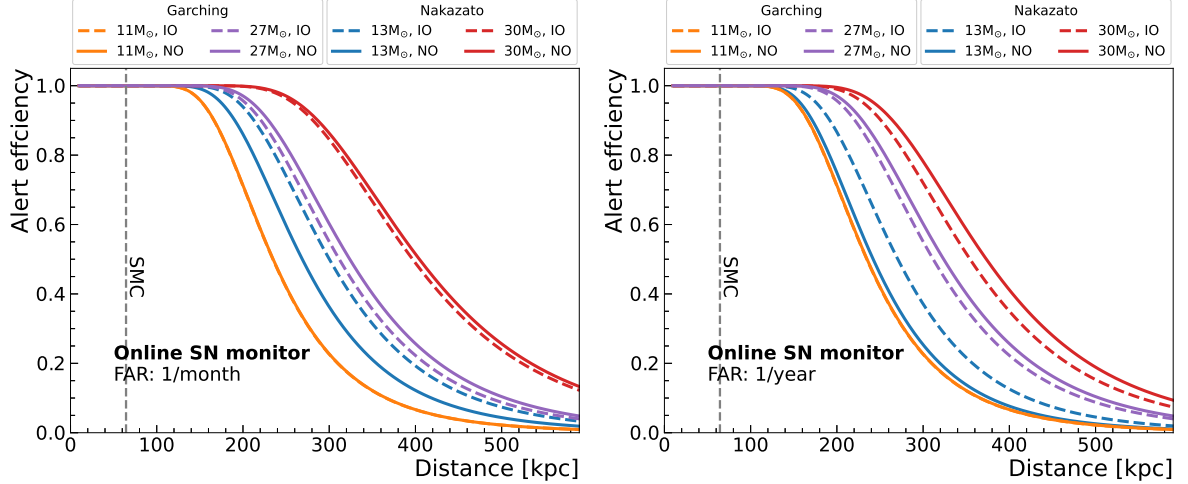 Garching
Nakazato
11M☉, IO
27M☉, IO
13M☉, IO
30M☉, IO
11M☉, NO
27M☉, NO
13M☉, NO
30M☉, NO
1.0
0.8
0.6
0.4
0.2
0.0
Alert effciency
SMC
Online SN monitor
FAR: 1/month
0
100
200
300
400
500
Distance [kpc]
Garching
Nakazato
11M☉, IO
27M☉, IO
13M☉, IO
30M☉, IO
11M☉, NO
27M☉, NO
13M☉, NO
30M☉, NO
1.0
0.8
0.6
0.4
0.2
0.0
Alert effciency
SMC
Online SN monitor
FAR: 1/year
0
100
200
300
400
500
Distance [kpc]